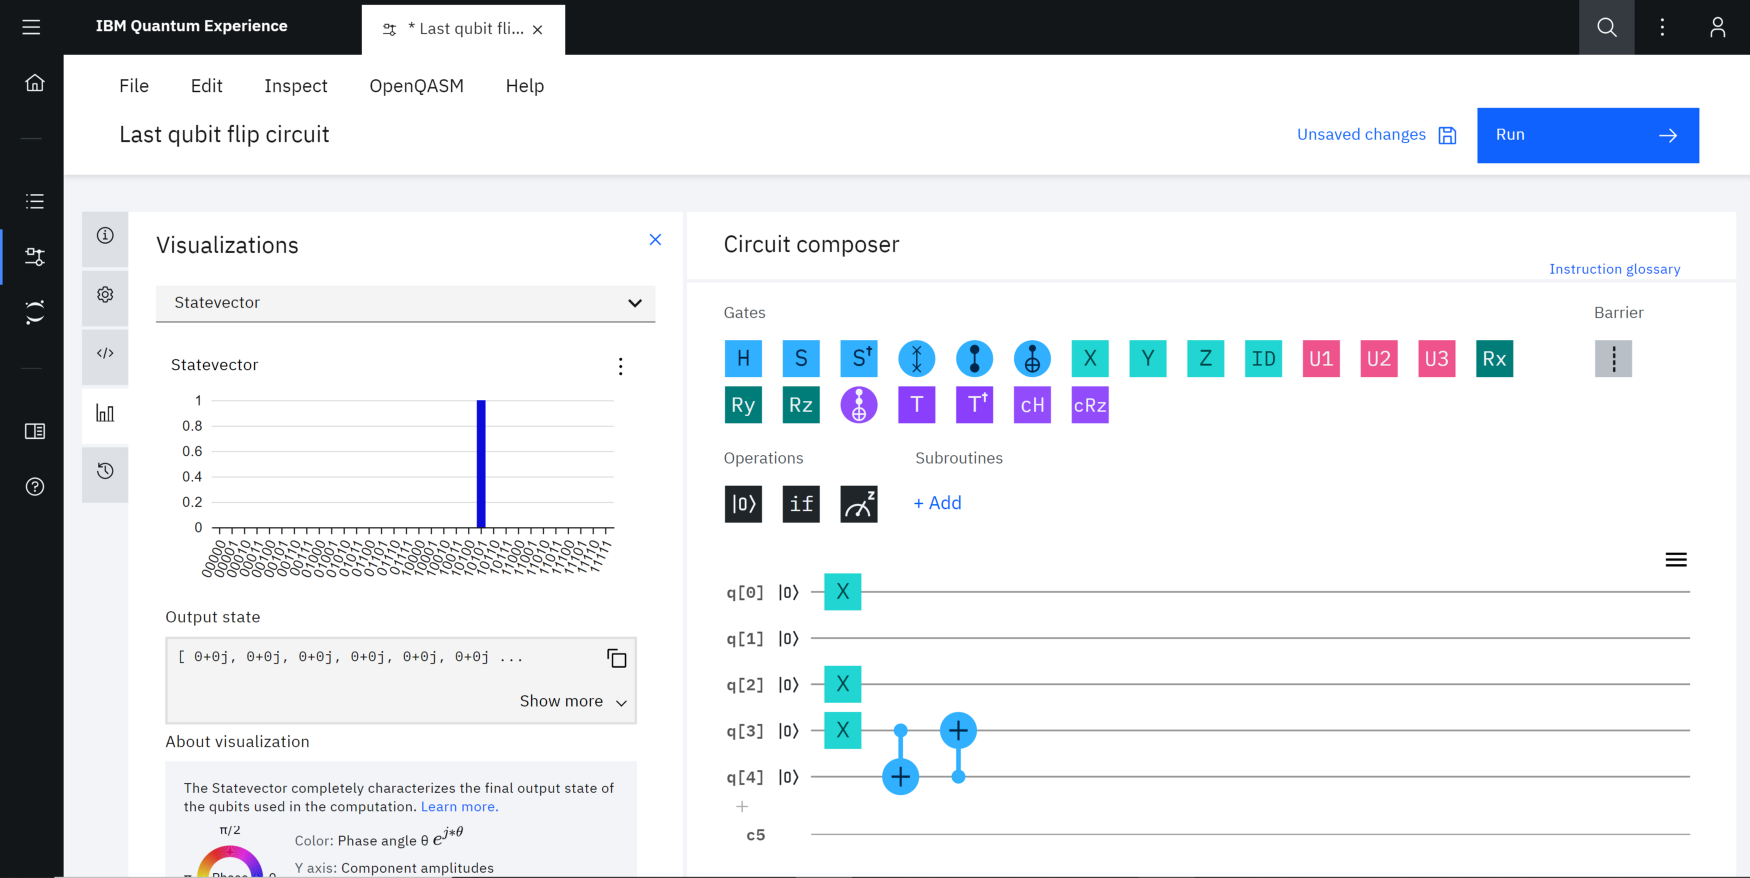 IBM Quantum Experience
* Last qubit fli... ×
File Edit Inspect OpenQASM Help
Last qubit flip circuit
Unsaved changes
Run
Visualizations
Statevector
Statevector
1
0.8
0.6
0.4
0.2
0
00000 00001 00010 00011 00100 00101 00110 00111 01000 01001 01010 01011 01100 01101 01110 01111 10000 10001 10010 10011 10100 10101 10110 10111 11000 11001 11010 11011 11100 11101 11110 11111
Output state
[ 0+0j, 0+0j, 0+0j, 0+0j, 0+0j, 0+0j ...
Show more
About visualization
The Statevector completely characterizes the final output state of
the qubits used in the computation. Learn more.
π/2
Color: Phase angle θ e^{j*θ}
Y axis: Component amplitudes
π Phase 0
Circuit composer
Instruction glossary
Gates
Barrier
H S S† X Y Z ID U1 U2 U3 Rx
Ry Rz T T† cH cRz
Operations
Subroutines
|0⟩ if z
+ Add
q[0] |0⟩ X
q[1] |0⟩
q[2] |0⟩ X
q[3] |0⟩ X +
q[4] |0⟩ +
+
c5